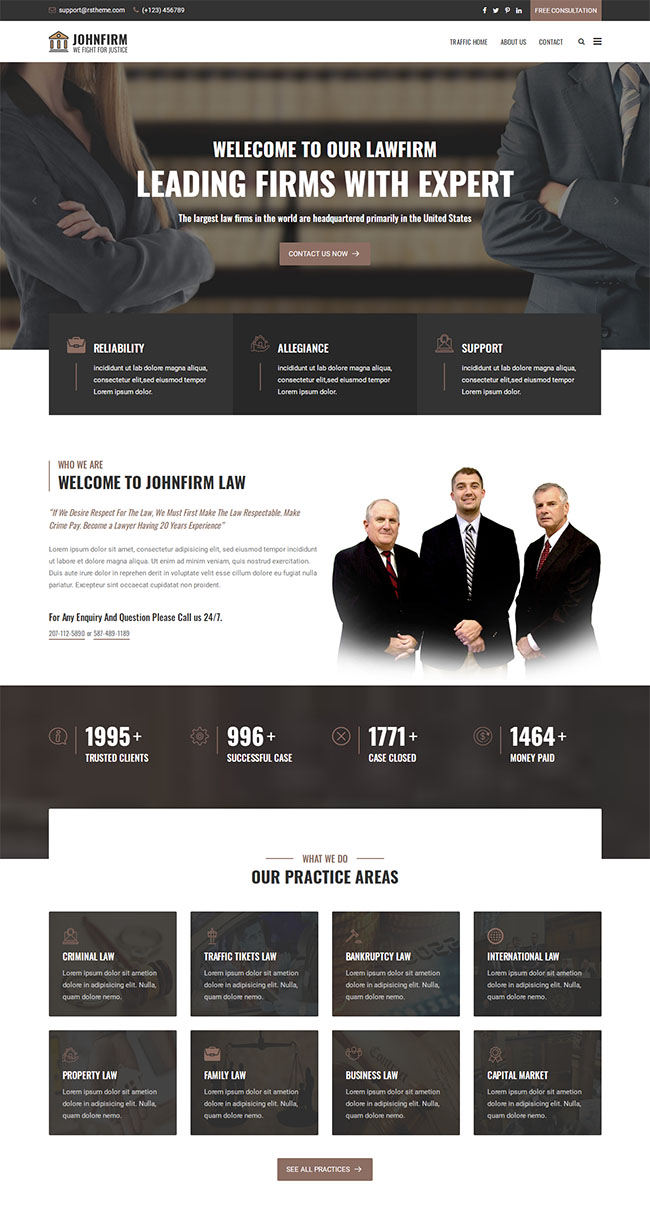 support@rstheme.com (+123) 456789 FREE CONSULTATION
JOHNFIRM
WE FIGHT FOR JUSTICE
TRAFFIC HOME ABOUT US CONTACT
WELECOME TO OUR LAWFIRM
LEADING FIRMS WITH EXPERT
The largest law firms in the world are headquartered primarily in the United States
CONTACT US NOW
RELIABILITY
incididunt ut lab dolore magna aliqua,
consectetur elit,sed eiusmod tempor
Lorem ipsum dolor.
ALLEGIANCE
incididunt ut lab dolore magna aliqua,
consectetur elit,sed eiusmod tempor
Lorem ipsum dolor.
SUPPORT
incididunt ut lab dolore magna aliqua,
consectetur elit,sed eiusmod tempor
Lorem ipsum dolor.
WHO WE ARE
WELCOME TO JOHNFIRM LAW
"If We Desire Respect For The Law, We Must First Make The Law Respectable. Make
Crime Pay. Become a Lawyer Having 20 Years Experience"
Lorem ipsum dolor sit amet, consectetur adipisicing elit, sed eiusmod tempor incididunt
ut labore et dolore magna aliqua. Ut enim ad minim veniam, quis nostrud exercitation.
Duis aute irure dolor in reprehen derit in voluptate velit esse cillum dolore eu fugiat nulla
pariatur. Excepteur sint occaecat cupidatat non proident.
For Any Enquiry And Question Please Call us 24/7.
207-112-5890 or 587-489-1189
1995+
TRUSTED CLIENTS
996+
SUCCESSFUL CASE
1771+
CASE CLOSED
1464+
MONEY PAID
WHAT WE DO
OUR PRACTICE AREAS
CRIMINAL LAW
Lorem ipsum dolor sit ametion
dolore in adipisicing elit. Nulla,
quam dolore nemo.
TRAFFIC TIKETS LAW
Lorem ipsum dolor sit ametion
dolore in adipisicing elit. Nulla,
quam dolore nemo.
BANKRUPTCY LAW
Lorem ipsum dolor sit ametion
dolore in adipisicing elit. Nulla,
quam dolore nemo.
INTERNATIONAL LAW
Lorem ipsum dolor sit ametion
dolore in adipisicing elit. Nulla,
quam dolore nemo.
PROPERTY LAW
Lorem ipsum dolor sit ametion
dolore in adipisicing elit. Nulla,
quam dolore nemo.
FAMILY LAW
Lorem ipsum dolor sit ametion
dolore in adipisicing elit. Nulla,
quam dolore nemo.
BUSINESS LAW
Lorem ipsum dolor sit ametion
dolore in adipisicing elit. Nulla,
quam dolore nemo.
CAPITAL MARKET
Lorem ipsum dolor sit ametion
dolore in adipisicing elit. Nulla,
quam dolore nemo.
SEE ALL PRACTICES